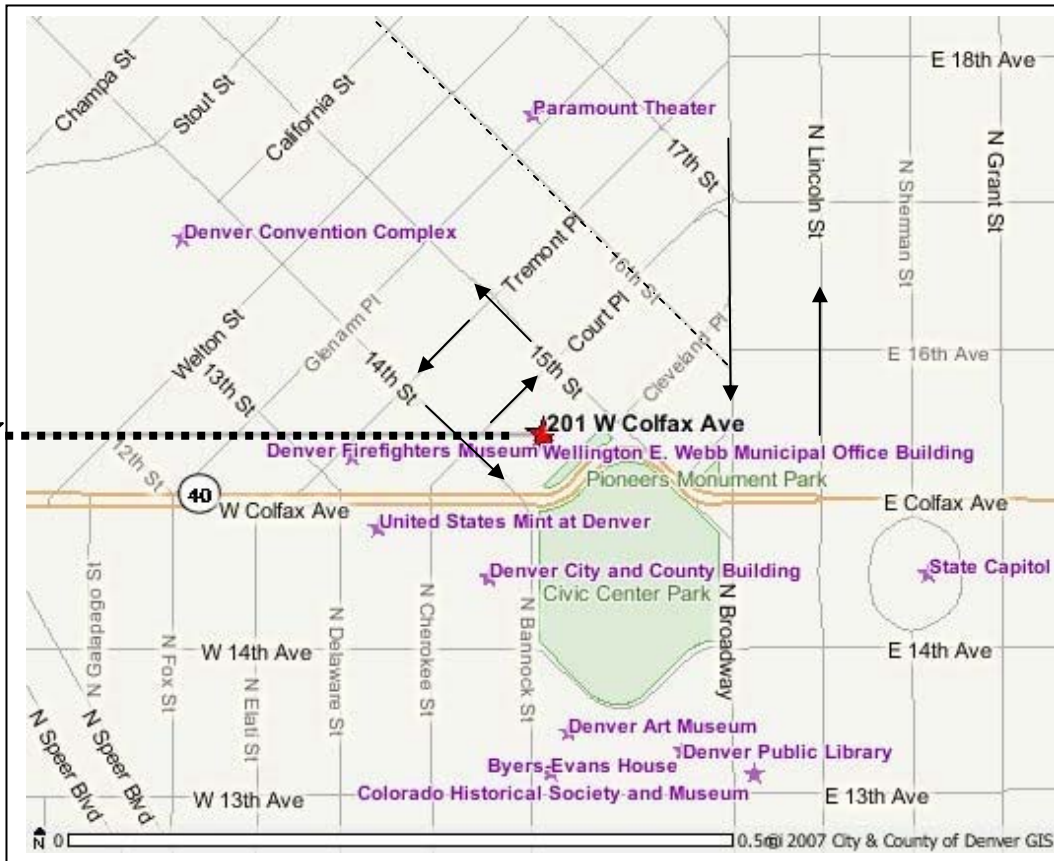 E 18th Ave
Champa St
Stout St
California St
Paramount Theater
17th St
N Lincoln St
N Sherman St
N Grant St
Denver Convention Complex
Tremont Pl
16th St
Court Pl
Glenarm Pl
Welton St
13th St
14th St
15th St
Cleveland Pl
E 16th Ave
201 W Colfax Ave
Denver Firefighters Museum
Wellington E. Webb Municipal Office Building
Pioneers Monument Park
12th St
40
W Colfax Ave
E Colfax Ave
United States Mint at Denver
State Capitol
Denver City and County Building
Civic Center Park
N Galapago St
N Fox St
N Elati St
N Delaware St
N Cherokee St
N Bannock St
N Broadway
W 14th Ave
E 14th Ave
N Speer Blvd
N Speer Blvd
Denver Art Museum
Denver Public Library
Byers-Evans House
Colorado Historical Society and Museum
W 13th Ave
E 13th Ave
N
0
0.5
© 2007 City & County of Denver GIS